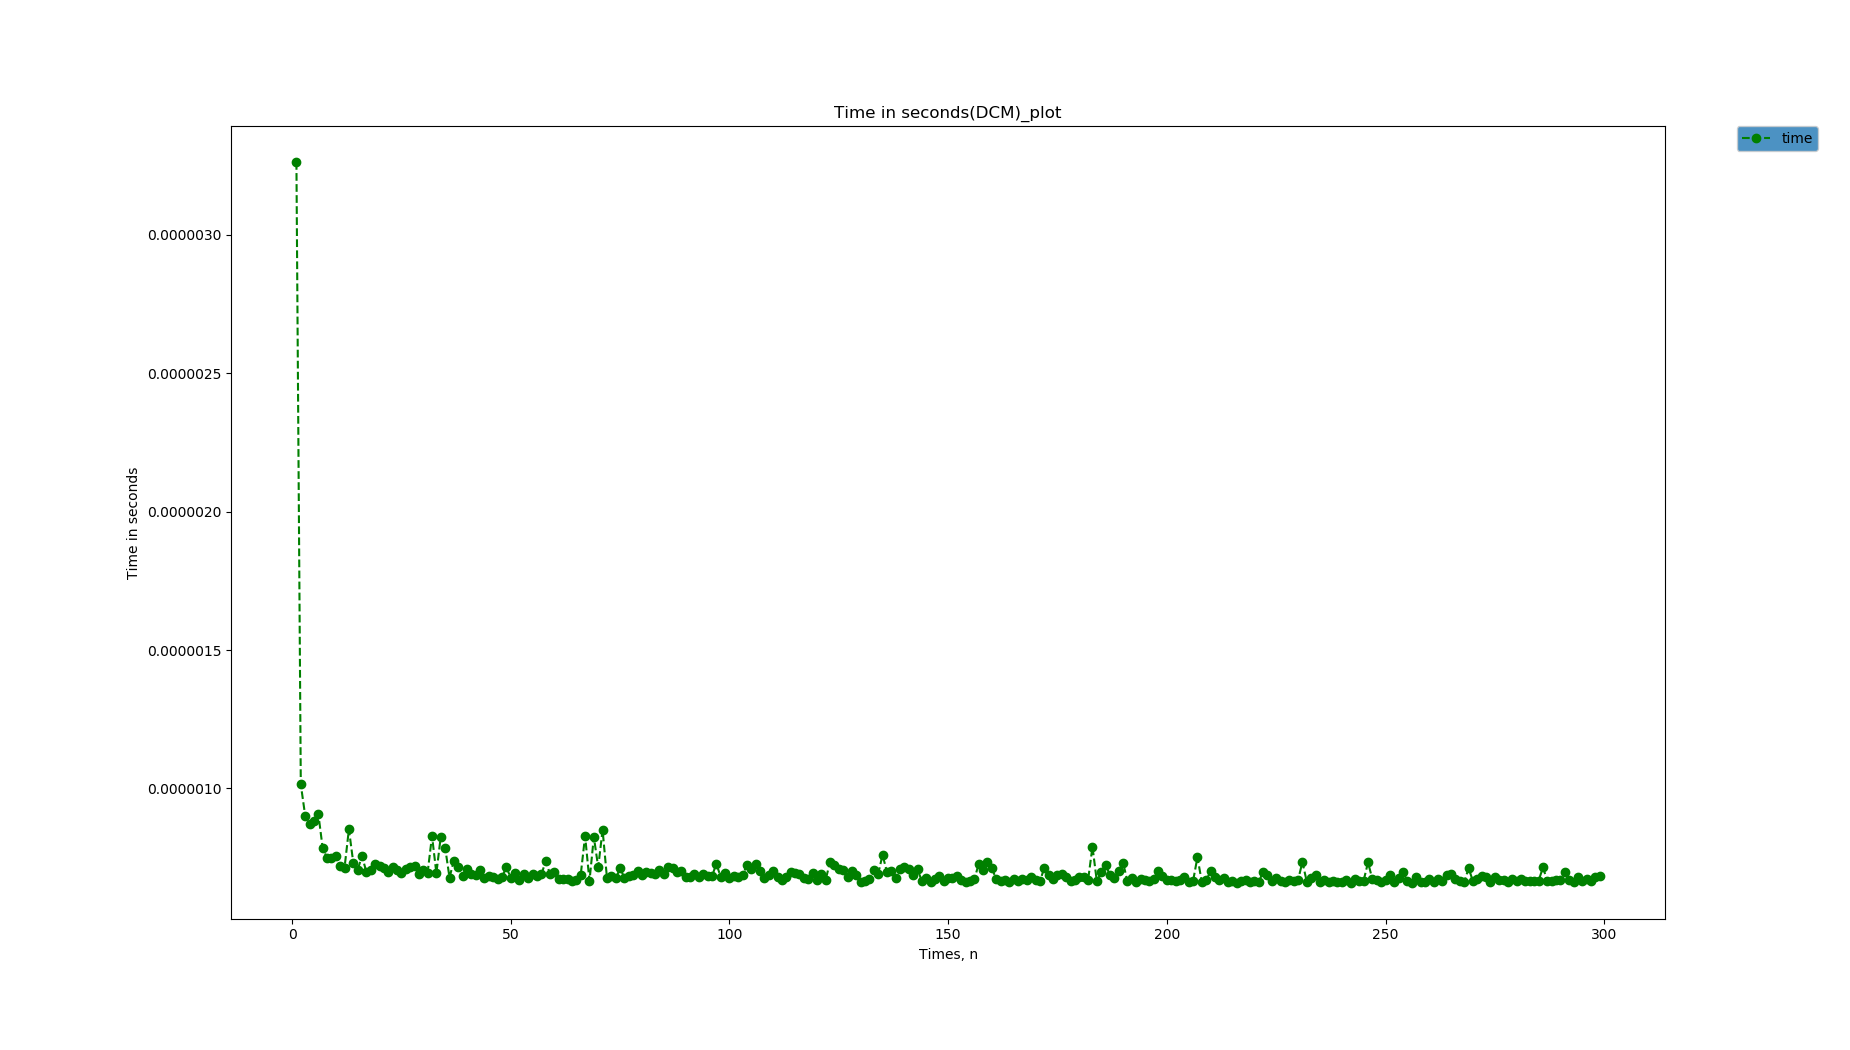 Time in seconds(DCM)_plot
time
0.0000030
0.0000025
0.0000020
0.0000015
0.0000010
Time in seconds
0 50 100 150 200 250 300
Times, n